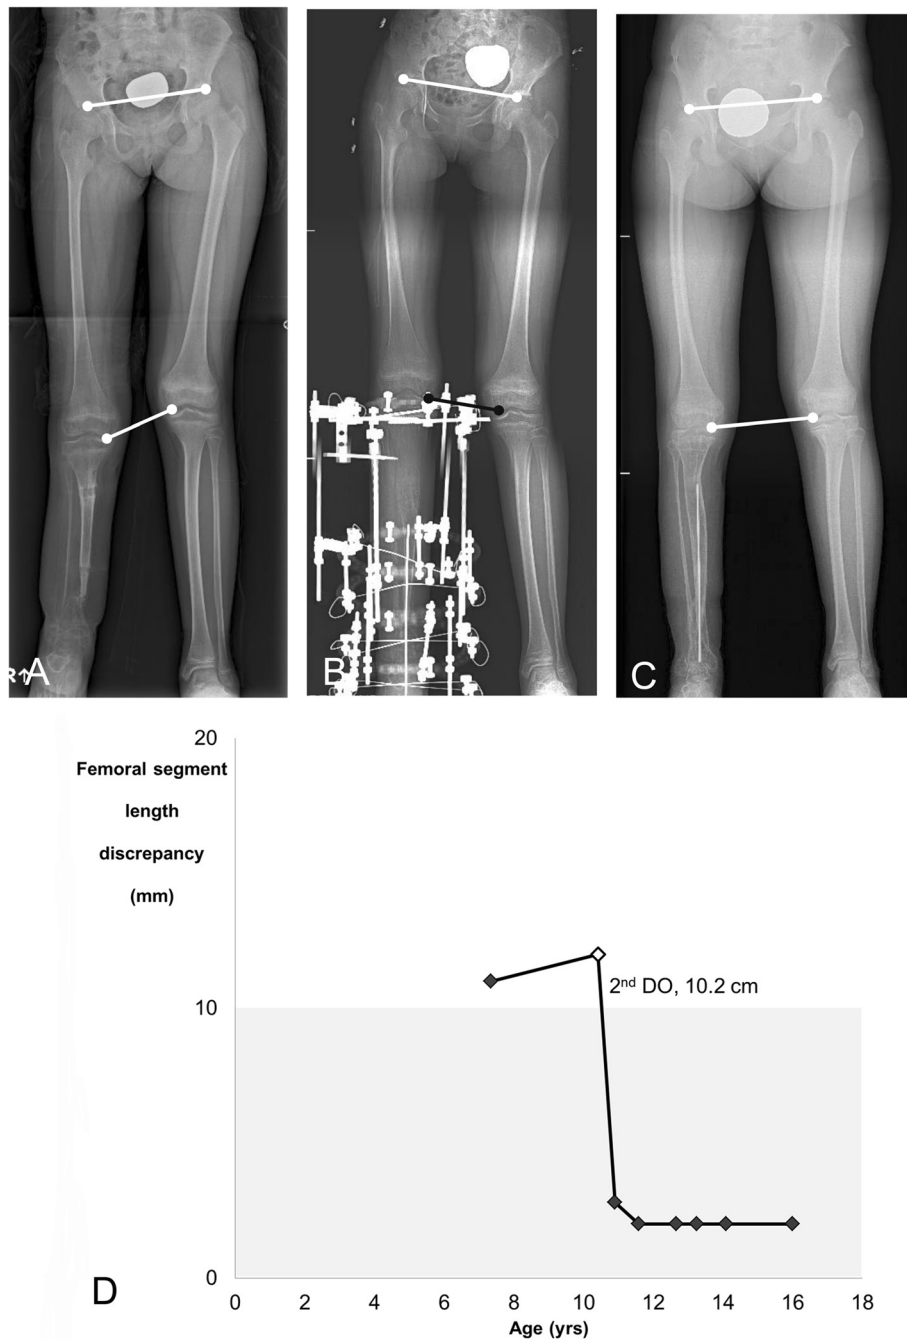 R↑A
B
C
20
Femoral segment
length
discrepancy
(mm)
2nd DO, 10.2 cm
10
0
D
0 2 4 6 8 10 12 14 16 18
Age (yrs)